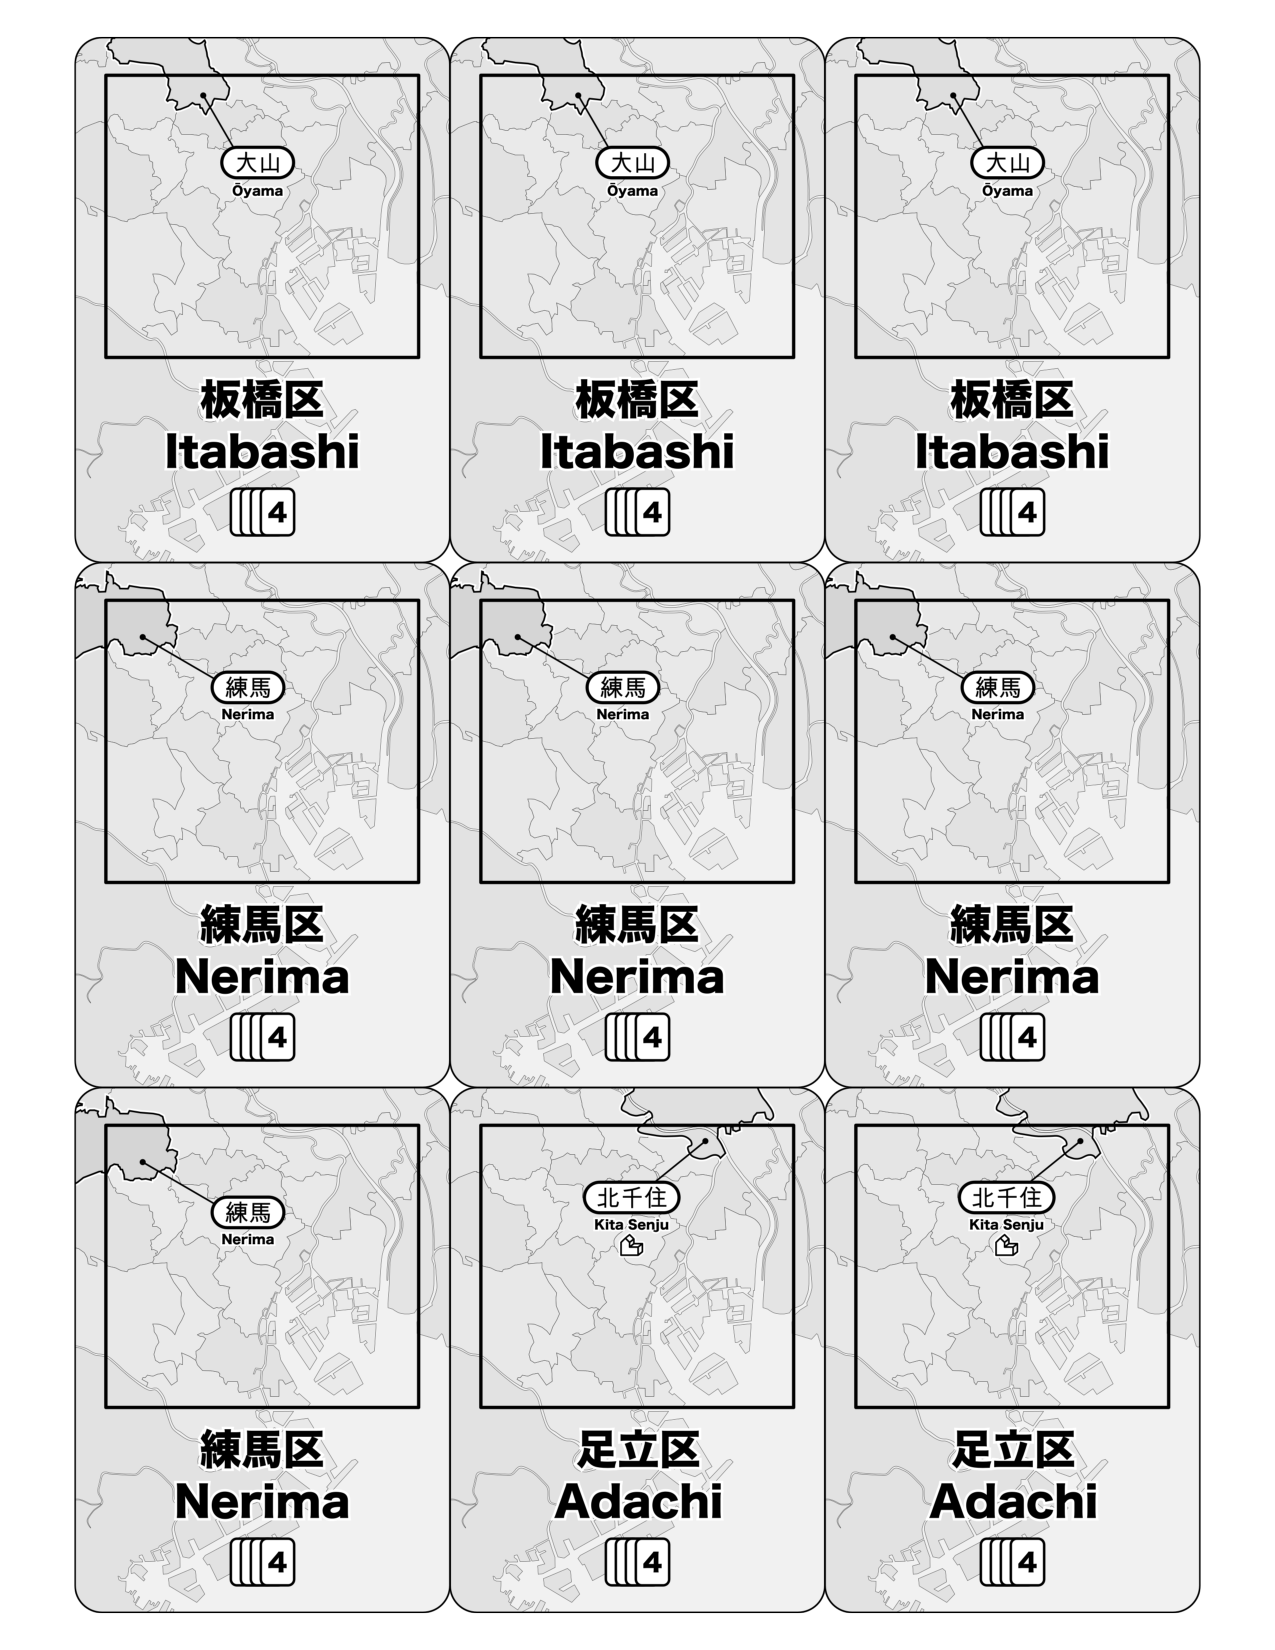 大山
Ōyama
板橋区
Itabashi
4
大山
Ōyama
板橋区
Itabashi
4
大山
Ōyama
板橋区
Itabashi
4
練馬
Nerima
練馬区
Nerima
4
練馬
Nerima
練馬区
Nerima
4
練馬
Nerima
練馬区
Nerima
4
練馬
Nerima
練馬区
Nerima
4
北千住
Kita Senju
足立区
Adachi
4
北千住
Kita Senju
足立区
Adachi
4